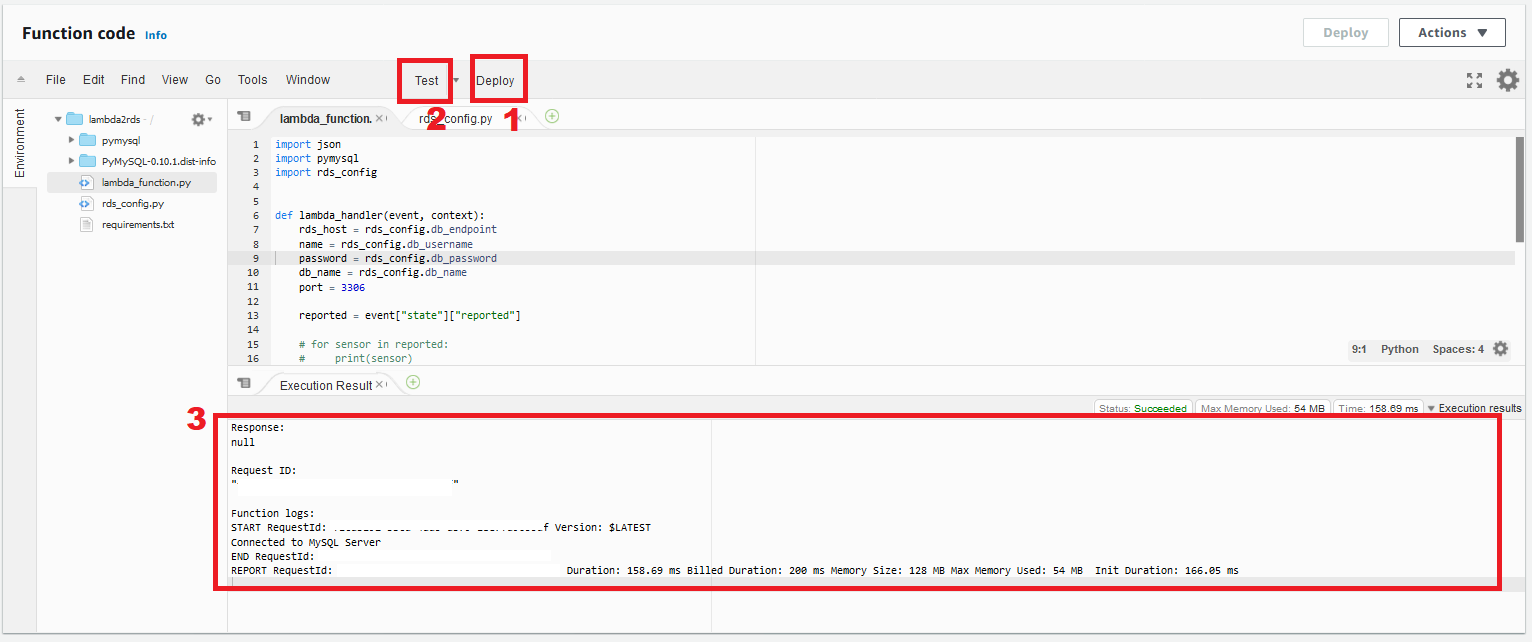 Function code Info
Deploy Actions
File Edit Find View Go Tools Window Test Deploy
2 1
Environment
lambda2rds - /
pymysql
PyMySQL-0.10.1.dist-info
lambda_function.py
rds_config.py
requirements.txt
lambda_function. rds_config.py
1 import json
2 import pymysql
3 import rds_config
4
5
6 def lambda_handler(event, context):
7 rds_host = rds_config.db_endpoint
8 name = rds_config.db_username
9 password = rds_config.db_password
10 db_name = rds_config.db_name
11 port = 3306
12
13 reported = event["state"]["reported"]
14
15 # for sensor in reported:
16 # print(sensor)
9:1 Python Spaces: 4
Execution Result
Status: Succeeded Max Memory Used: 54 MB Time: 158.69 ms Execution results
3
Response:
null
Request ID:
" "
Function logs:
START RequestId: f Version: $LATEST
Connected to MySQL Server
END RequestId:
REPORT RequestId: Duration: 158.69 ms Billed Duration: 200 ms Memory Size: 128 MB Max Memory Used: 54 MB Init Duration: 166.05 ms